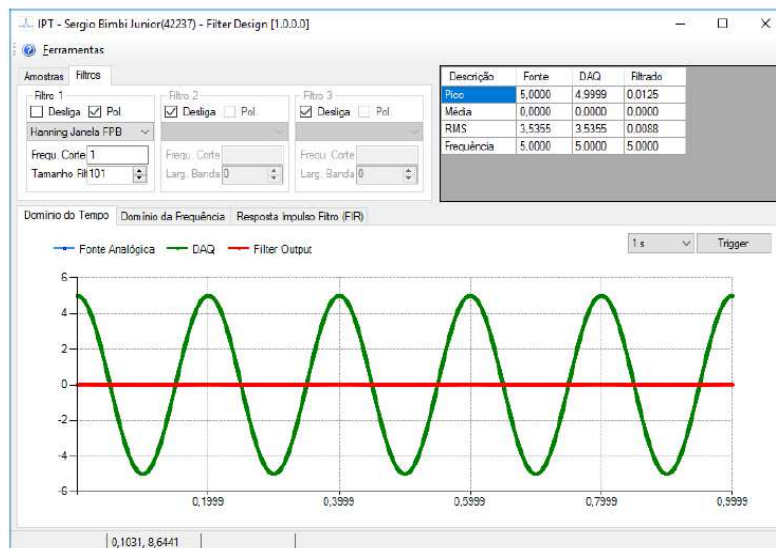 IPT - Sergio Bimbi Junior(42237) - Filter Design [1.0.0.0]
Ferramentas
Amostras Filtros
Filtro 1 Filtro 2 Filtro 3
Desliga Pol. Desliga Pol. Desliga Pol.
Hanning Janela FPB
Frequ. Corte 1 Frequ. Corte Frequ. Corte
Tamanho Filt 101 Larg. Banda 0 Larg. Banda 0
Descrição Fonte DAQ Filtrado
Pico 5,0000 4,9999 0,0125
Média 0,0000 0,0000 0,0000
RMS 3,5355 3,5355 0,0088
Frequência 5,0000 5,0000 5,0000
Domínio do Tempo Domínio da Frequência Resposta Impulso Filtro (FIR)
Fonte Analógica DAQ Filter Output
1 s Trigger
6
4
2
0
-2
-4
-6
0,1999 0,3999 0,5999 0,7999 0,9999
0,1031, 8,6441